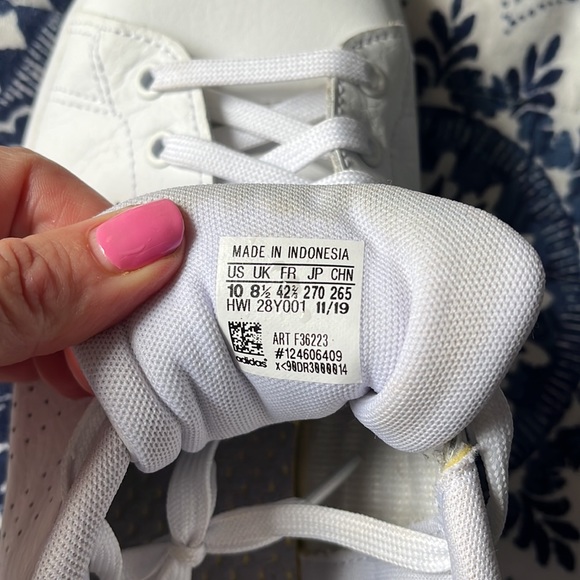 MADE IN INDONESIA
US UK FR JP CHN
10 8½ 42⅔ 270 265
HWI 28Y001 11/19
ART F36223
#124606409
adidas x<90DR3000014